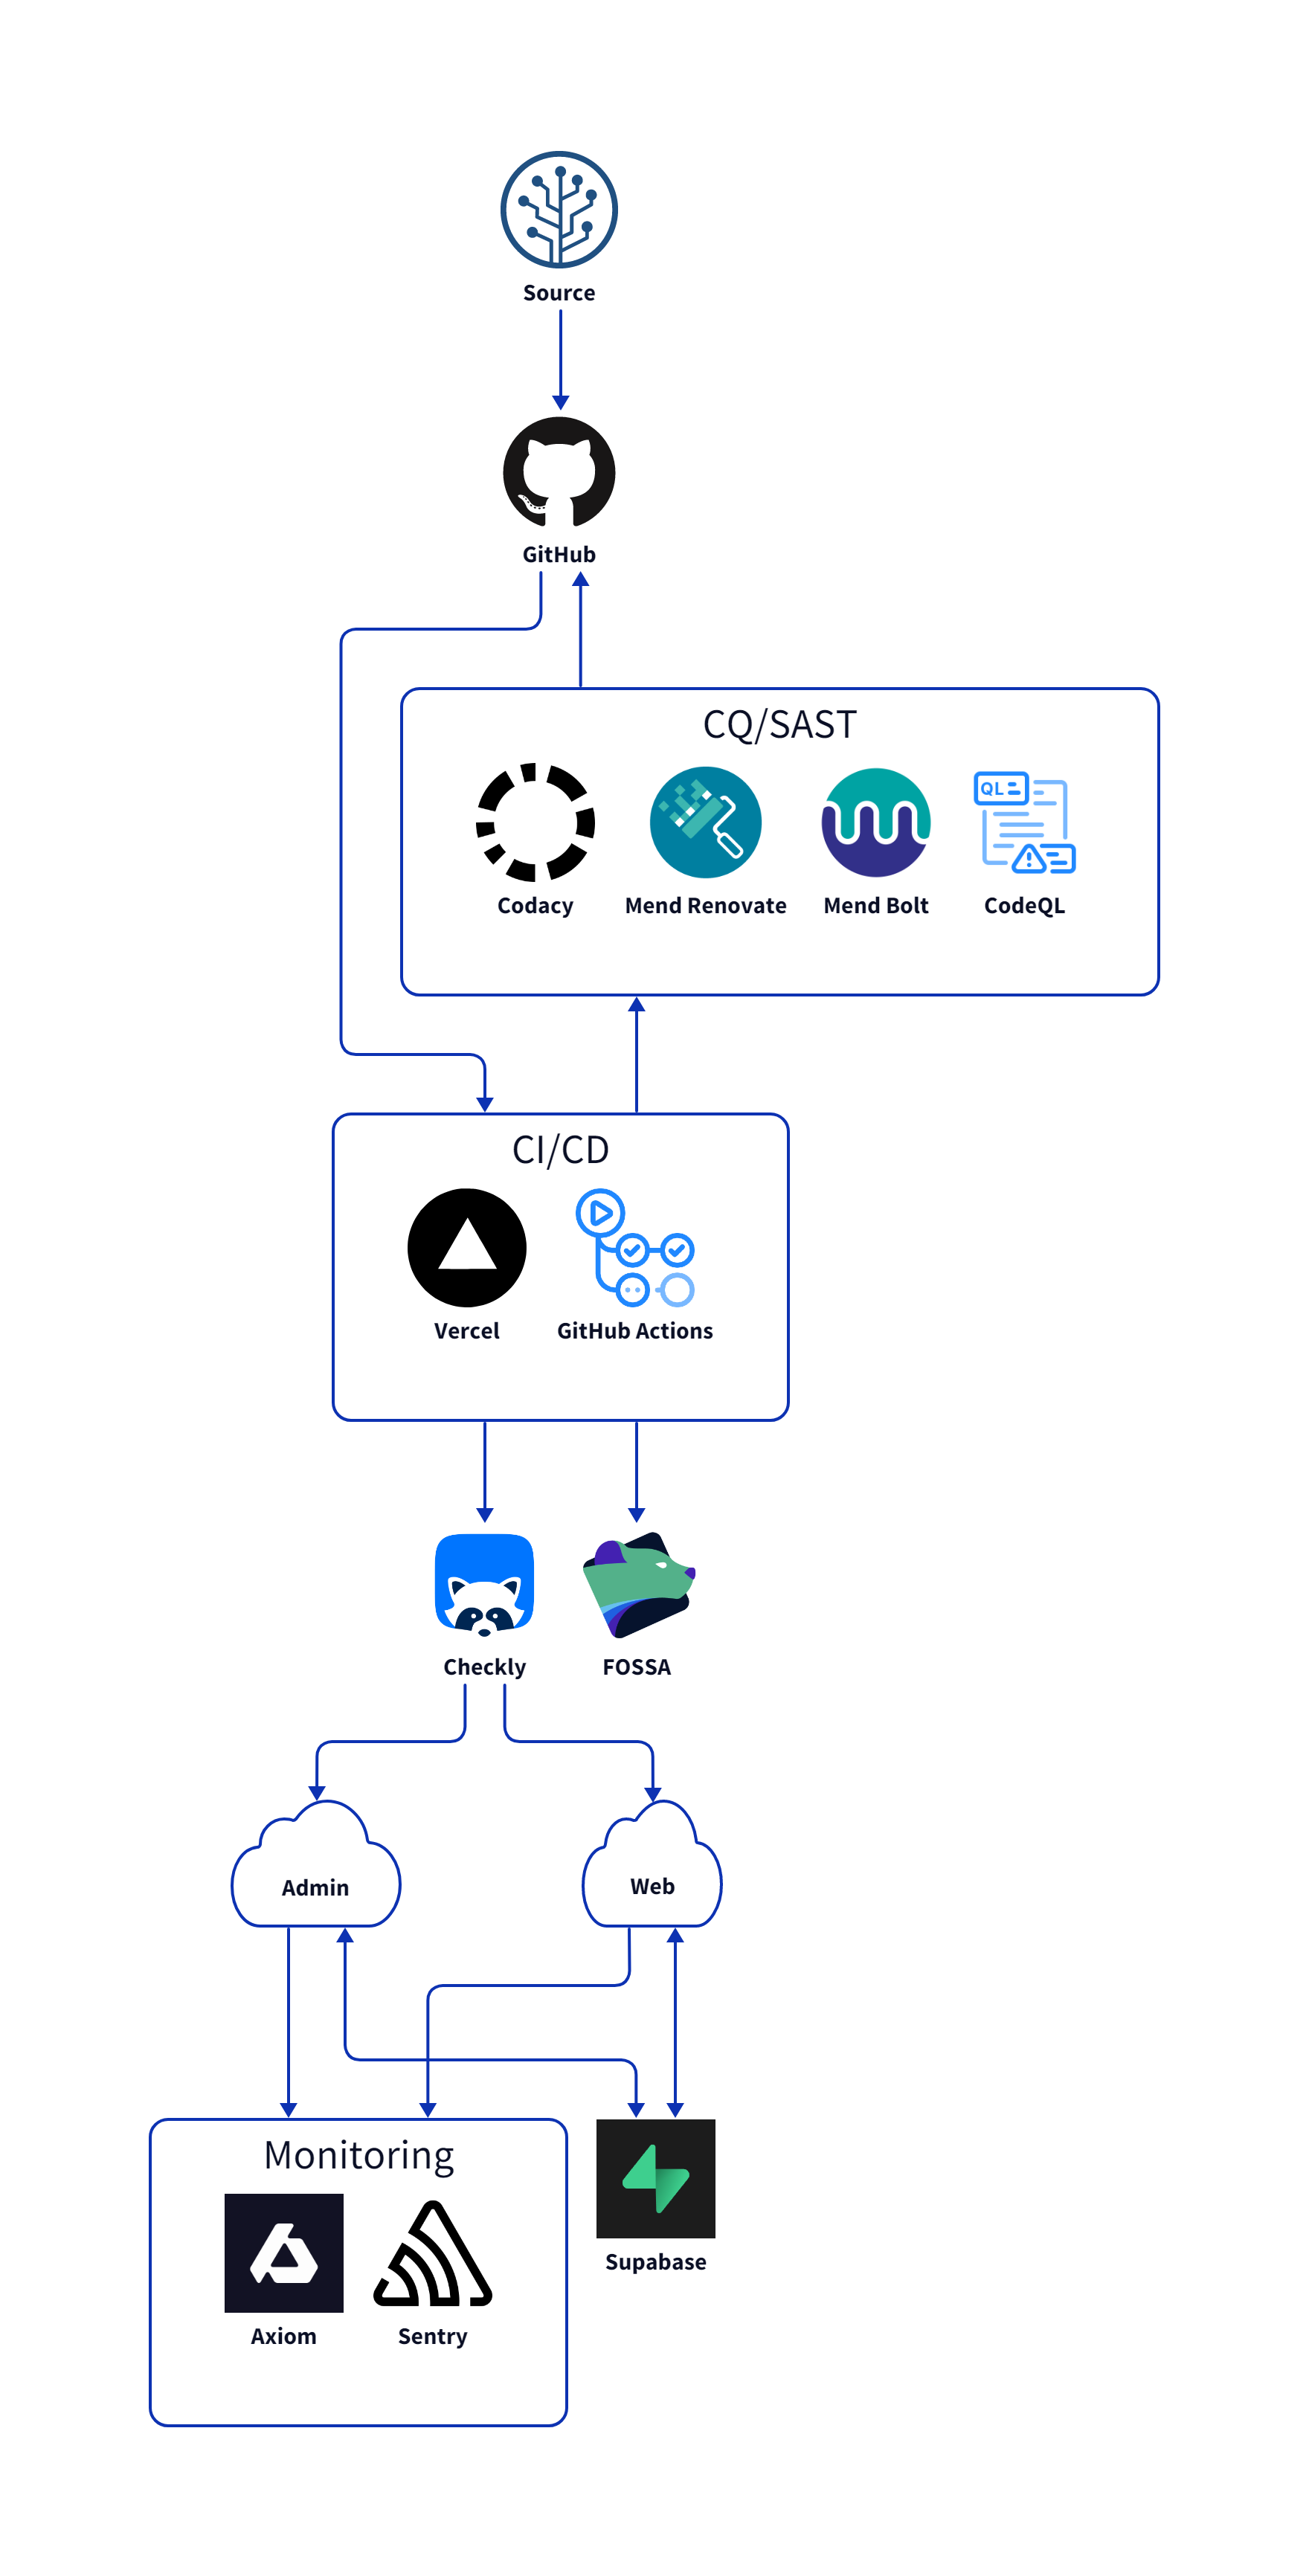 Source
GitHub
CQ/SAST
QL
Codacy
Mend Renovate
Mend Bolt
CodeQL
CI/CD
Vercel
GitHub Actions
Checkly
FOSSA
Admin
Web
Monitoring
Supabase
Axiom
Sentry